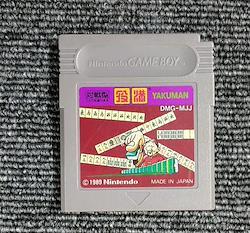 Nintendo GAME BOY
役満 YAKUMAN
DMG-MJJ
©1989 Nintendo
MADE IN JAPAN